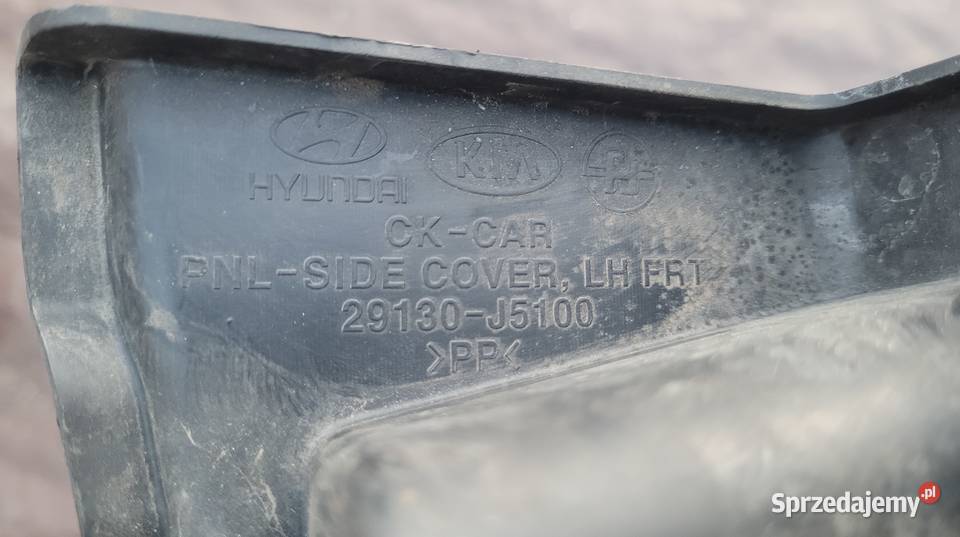 HYUNDAI
KIA
CK-CAR
PNL-SIDE COVER, LH FRT
29130-J5100
>PP<
Sprzedajemy.pl